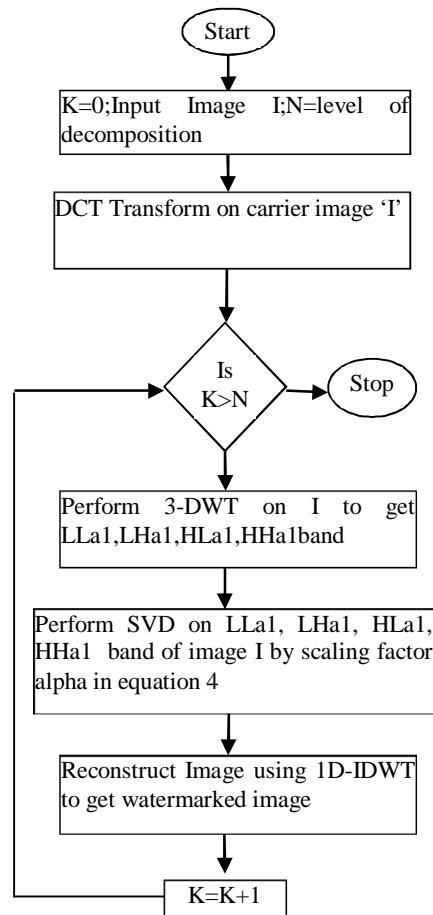 Start
K=0;Input Image I;N=level of
decomposition
DCT Transform on carrier image ‘I’
Is
K>N
Stop
Perform 3-DWT on I to get
LLa1,LHa1,HLa1,HHa1band
Perform SVD on LLa1, LHa1, HLa1,
HHa1 band of image I by scaling factor
alpha in equation 4
Reconstruct Image using 1D-IDWT
to get watermarked image
K=K+1